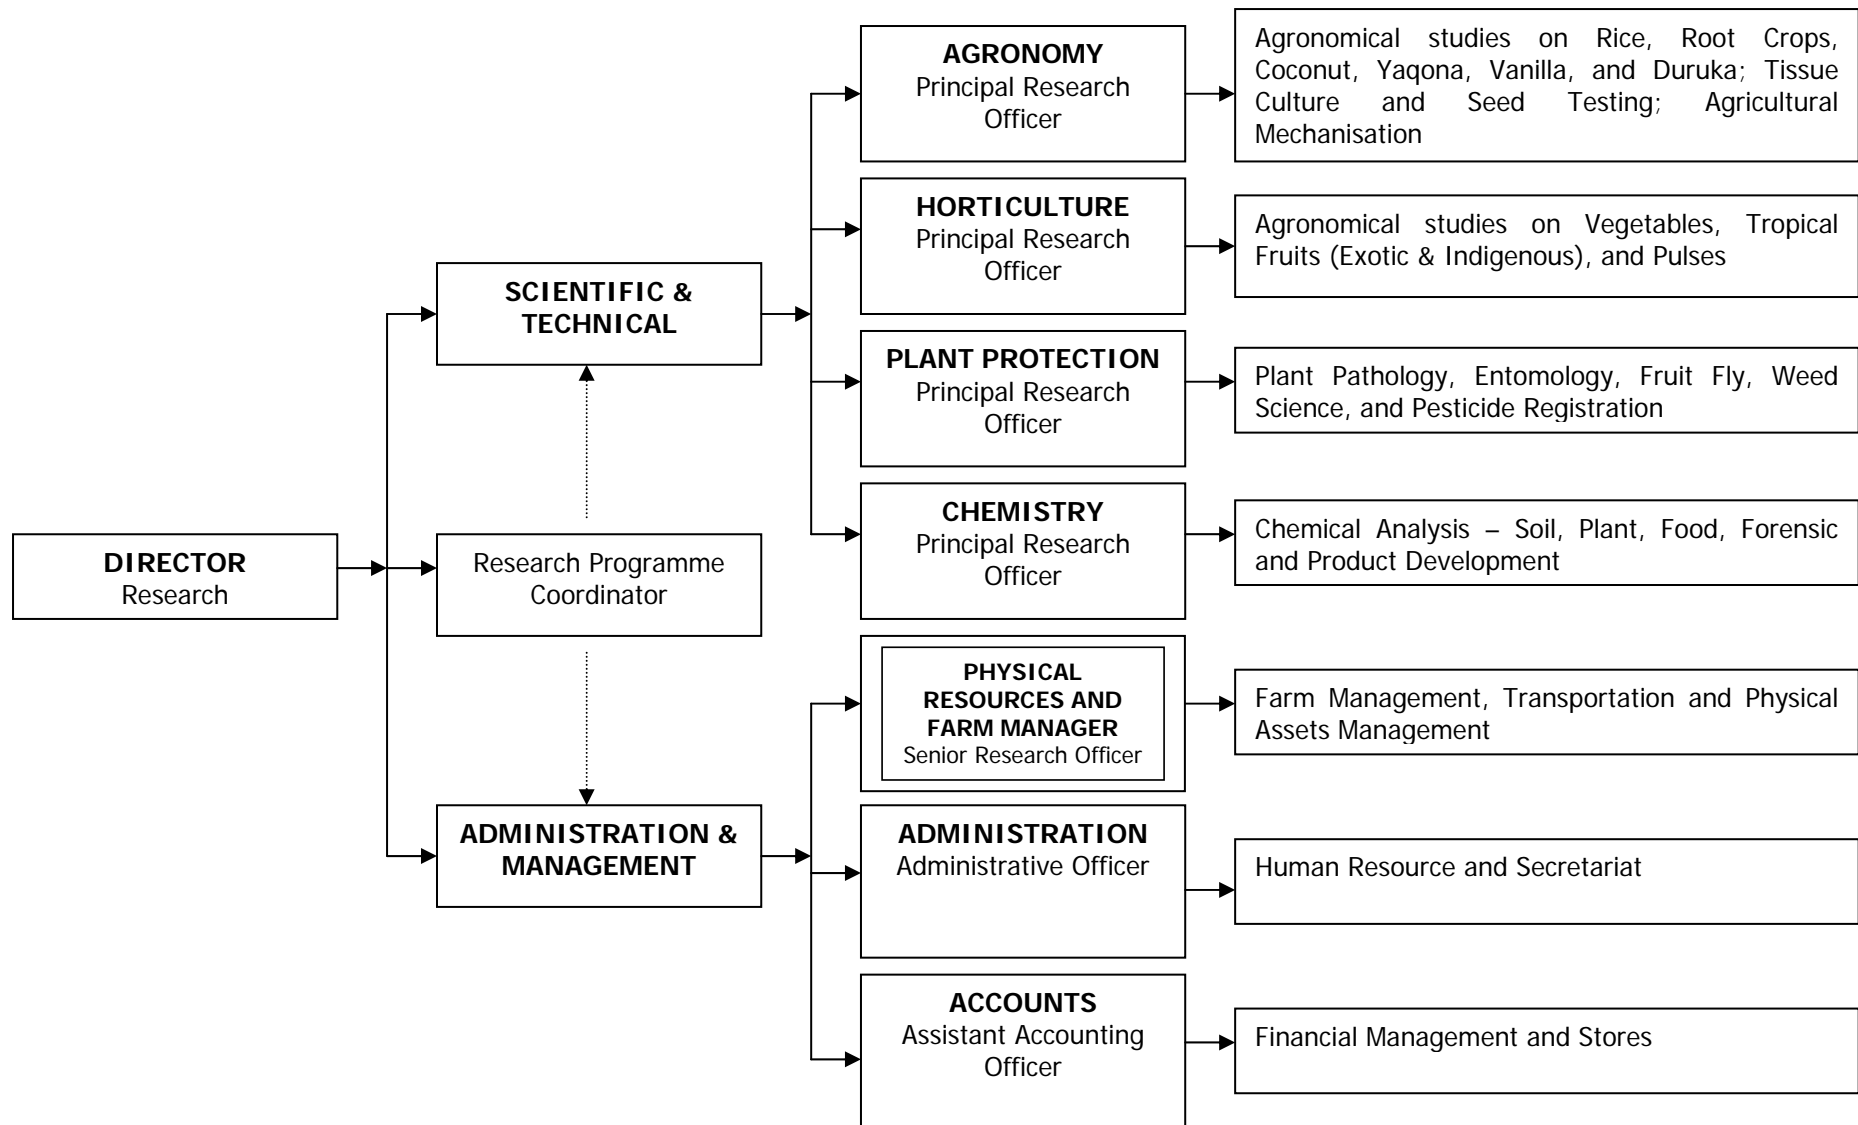 AGRONOMY
Principal Research
Officer
Agronomical studies on Rice, Root Crops,
Coconut, Yaqona, Vanilla, and Duruka; Tissue
Culture and Seed Testing; Agricultural
Mechanisation
HORTICULTURE
Principal Research
Officer
Agronomical studies on Vegetables, Tropical
Fruits (Exotic & Indigenous), and Pulses
SCIENTIFIC &
TECHNICAL
PLANT PROTECTION
Principal Research
Officer
Plant Pathology, Entomology, Fruit Fly, Weed
Science, and Pesticide Registration
CHEMISTRY
Principal Research
Officer
Chemical Analysis – Soil, Plant, Food, Forensic
and Product Development
DIRECTOR
Research
Research Programme
Coordinator
PHYSICAL
RESOURCES AND
FARM MANAGER
Senior Research Officer
Farm Management, Transportation and Physical
Assets Management
ADMINISTRATION &
MANAGEMENT
ADMINISTRATION
Administrative Officer
Human Resource and Secretariat
ACCOUNTS
Assistant Accounting
Officer
Financial Management and Stores